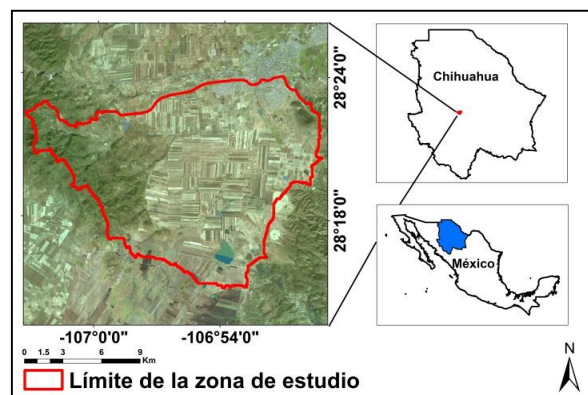 Chihuahua
28°24'0"
28°18'0"
México
-107°0'0"
-106°54'0"
0 1.5 3 6 9
Km
N
Límite de la zona de estudio